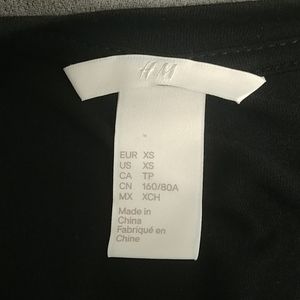 H&M
EUR XS
US XS
CA TP
CN 160/80A
MX XCH
Made in
China
Fabriqué en
Chine